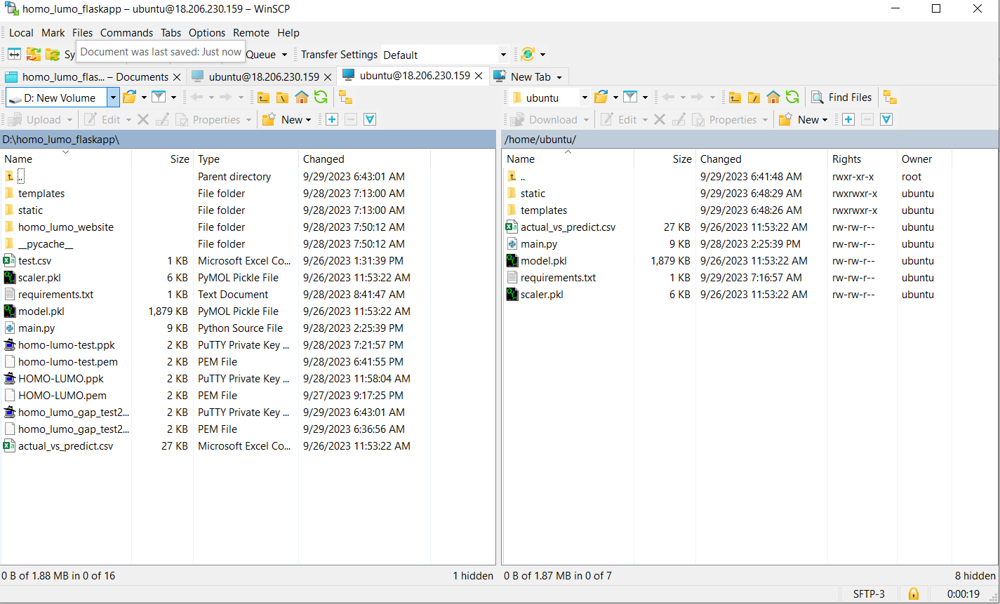 homo_lumo_flaskapp – ubuntu@18.206.230.159 – WinSCP
Local Mark Files Commands Tabs Options Remote Help
Sy Document was last saved: Just now Queue Transfer Settings Default
homo_lumo_flas... – Documents ubuntu@18.206.230.159 ubuntu@18.206.230.159 New Tab
D: New Volume ubuntu Find Files
Upload Edit Properties New Download Edit Properties New
D:\homo_lumo_flaskapp\ /home/ubuntu/
Name Size Type Changed Name Size Changed Rights Owner
.. Parent directory 9/29/2023 6:43:01 AM .. 9/29/2023 6:41:48 AM rwxr-xr-x root
templates File folder 9/28/2023 7:13:00 AM static 9/29/2023 6:48:29 AM rwxrwxr-x ubuntu
static File folder 9/28/2023 7:13:00 AM templates 9/29/2023 6:48:26 AM rwxrwxr-x ubuntu
homo_lumo_website File folder 9/28/2023 7:50:12 AM actual_vs_predict.csv 27 KB 9/26/2023 11:53:22 AM rw-rw-r-- ubuntu
__pycache__ File folder 9/28/2023 7:50:12 AM main.py 9 KB 9/28/2023 2:25:39 PM rw-rw-r-- ubuntu
test.csv 1 KB Microsoft Excel Co... 9/26/2023 1:31:39 PM model.pkl 1,879 KB 9/26/2023 11:53:22 AM rw-rw-r-- ubuntu
scaler.pkl 6 KB PyMOL Pickle File 9/26/2023 11:53:22 AM requirements.txt 1 KB 9/29/2023 7:16:57 AM rw-rw-r-- ubuntu
requirements.txt 1 KB Text Document 9/28/2023 8:41:47 AM scaler.pkl 6 KB 9/26/2023 11:53:22 AM rw-rw-r-- ubuntu
model.pkl 1,879 KB PyMOL Pickle File 9/26/2023 11:53:22 AM
main.py 9 KB Python Source File 9/28/2023 2:25:39 PM
homo-lumo-test.ppk 2 KB PuTTY Private Key ... 9/28/2023 7:21:57 PM
homo-lumo-test.pem 2 KB PEM File 9/28/2023 6:41:55 PM
HOMO-LUMO.ppk 2 KB PuTTY Private Key ... 9/28/2023 11:58:04 AM
HOMO-LUMO.pem 2 KB PEM File 9/27/2023 9:17:25 PM
homo_lumo_gap_test2... 2 KB PuTTY Private Key ... 9/29/2023 6:43:01 AM
homo_lumo_gap_test2... 2 KB PEM File 9/29/2023 6:36:56 AM
actual_vs_predict.csv 27 KB Microsoft Excel Co... 9/26/2023 11:53:22 AM
0 B of 1.88 MB in 0 of 16 1 hidden 0 B of 1.87 MB in 0 of 7 8 hidden
SFTP-3 0:00:19